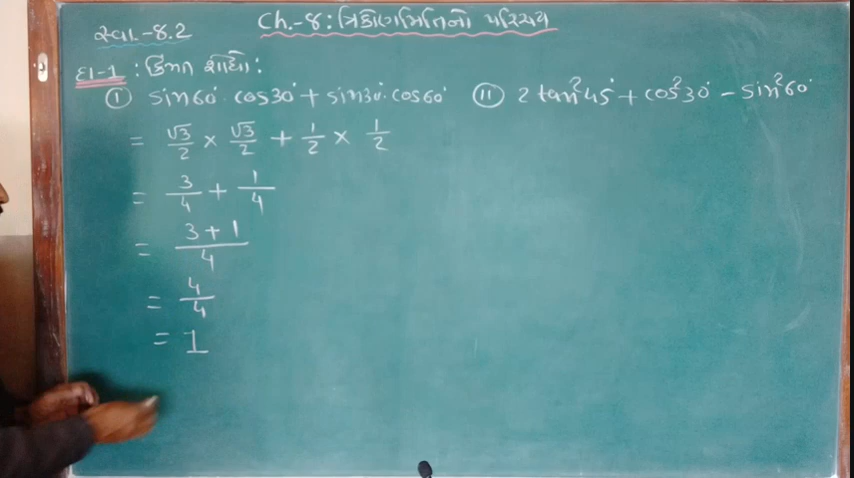 સ્વા.-8.2
Ch.-8 : ત્રિકોણમિતિનો પરિચય
દા-1 : કિંમત શોધો :
(i) sin60°. cos30° + sin30°. cos60°
= √3/2 × √3/2 + 1/2 × 1/2
= 3/4 + 1/4
= 3+1/4
= 4/4
= 1
(ii) 2 tan²45° + cos²30° - sin²60°